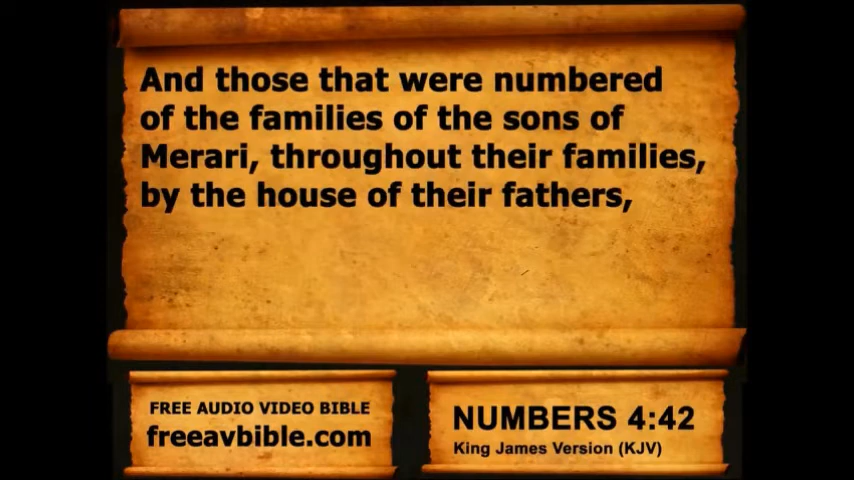 And those that were numbered
of the families of the sons of
Merari, throughout their families,
by the house of their fathers,
FREE AUDIO VIDEO BIBLE
freeavbible.com
NUMBERS 4:42
King James Version (KJV)